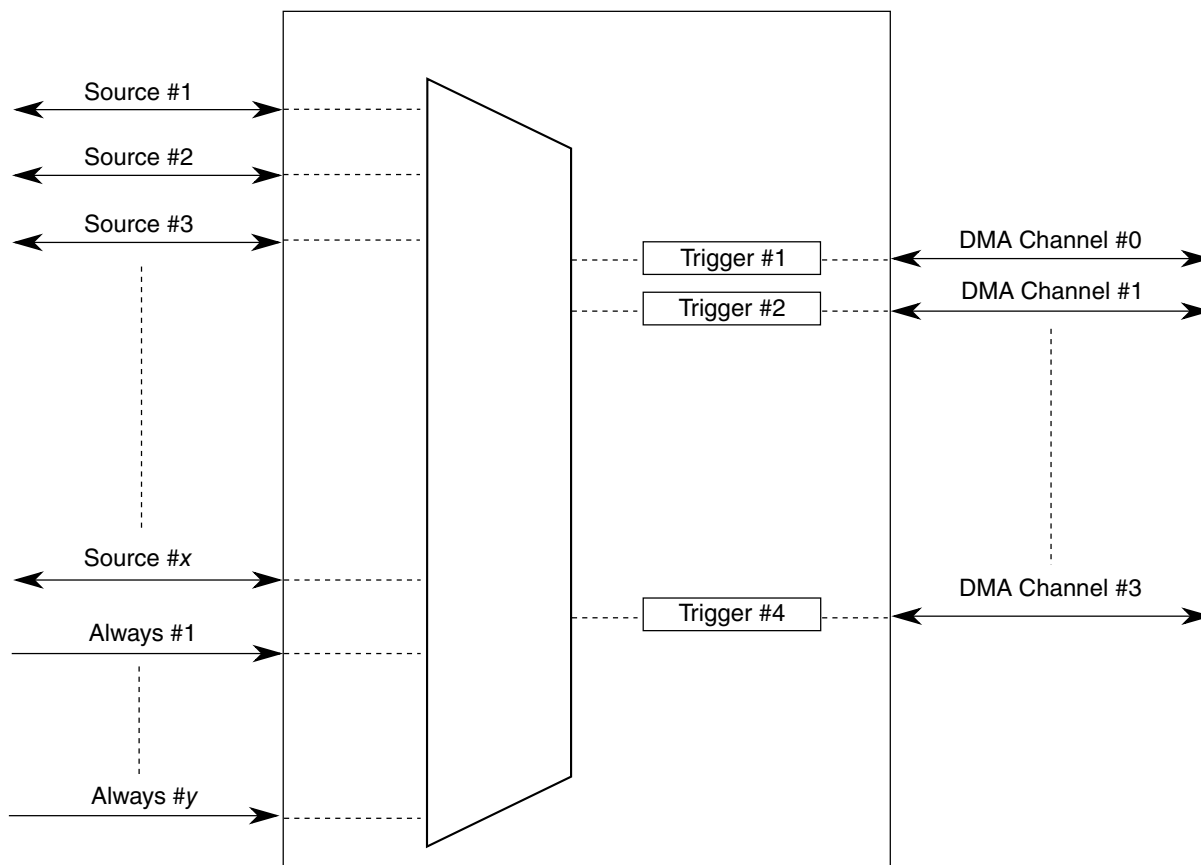 Source #1
Source #2
Source #3
Source #x
Always #1
Always #y
Trigger #1
Trigger #2
Trigger #4
DMA Channel #0
DMA Channel #1
DMA Channel #3